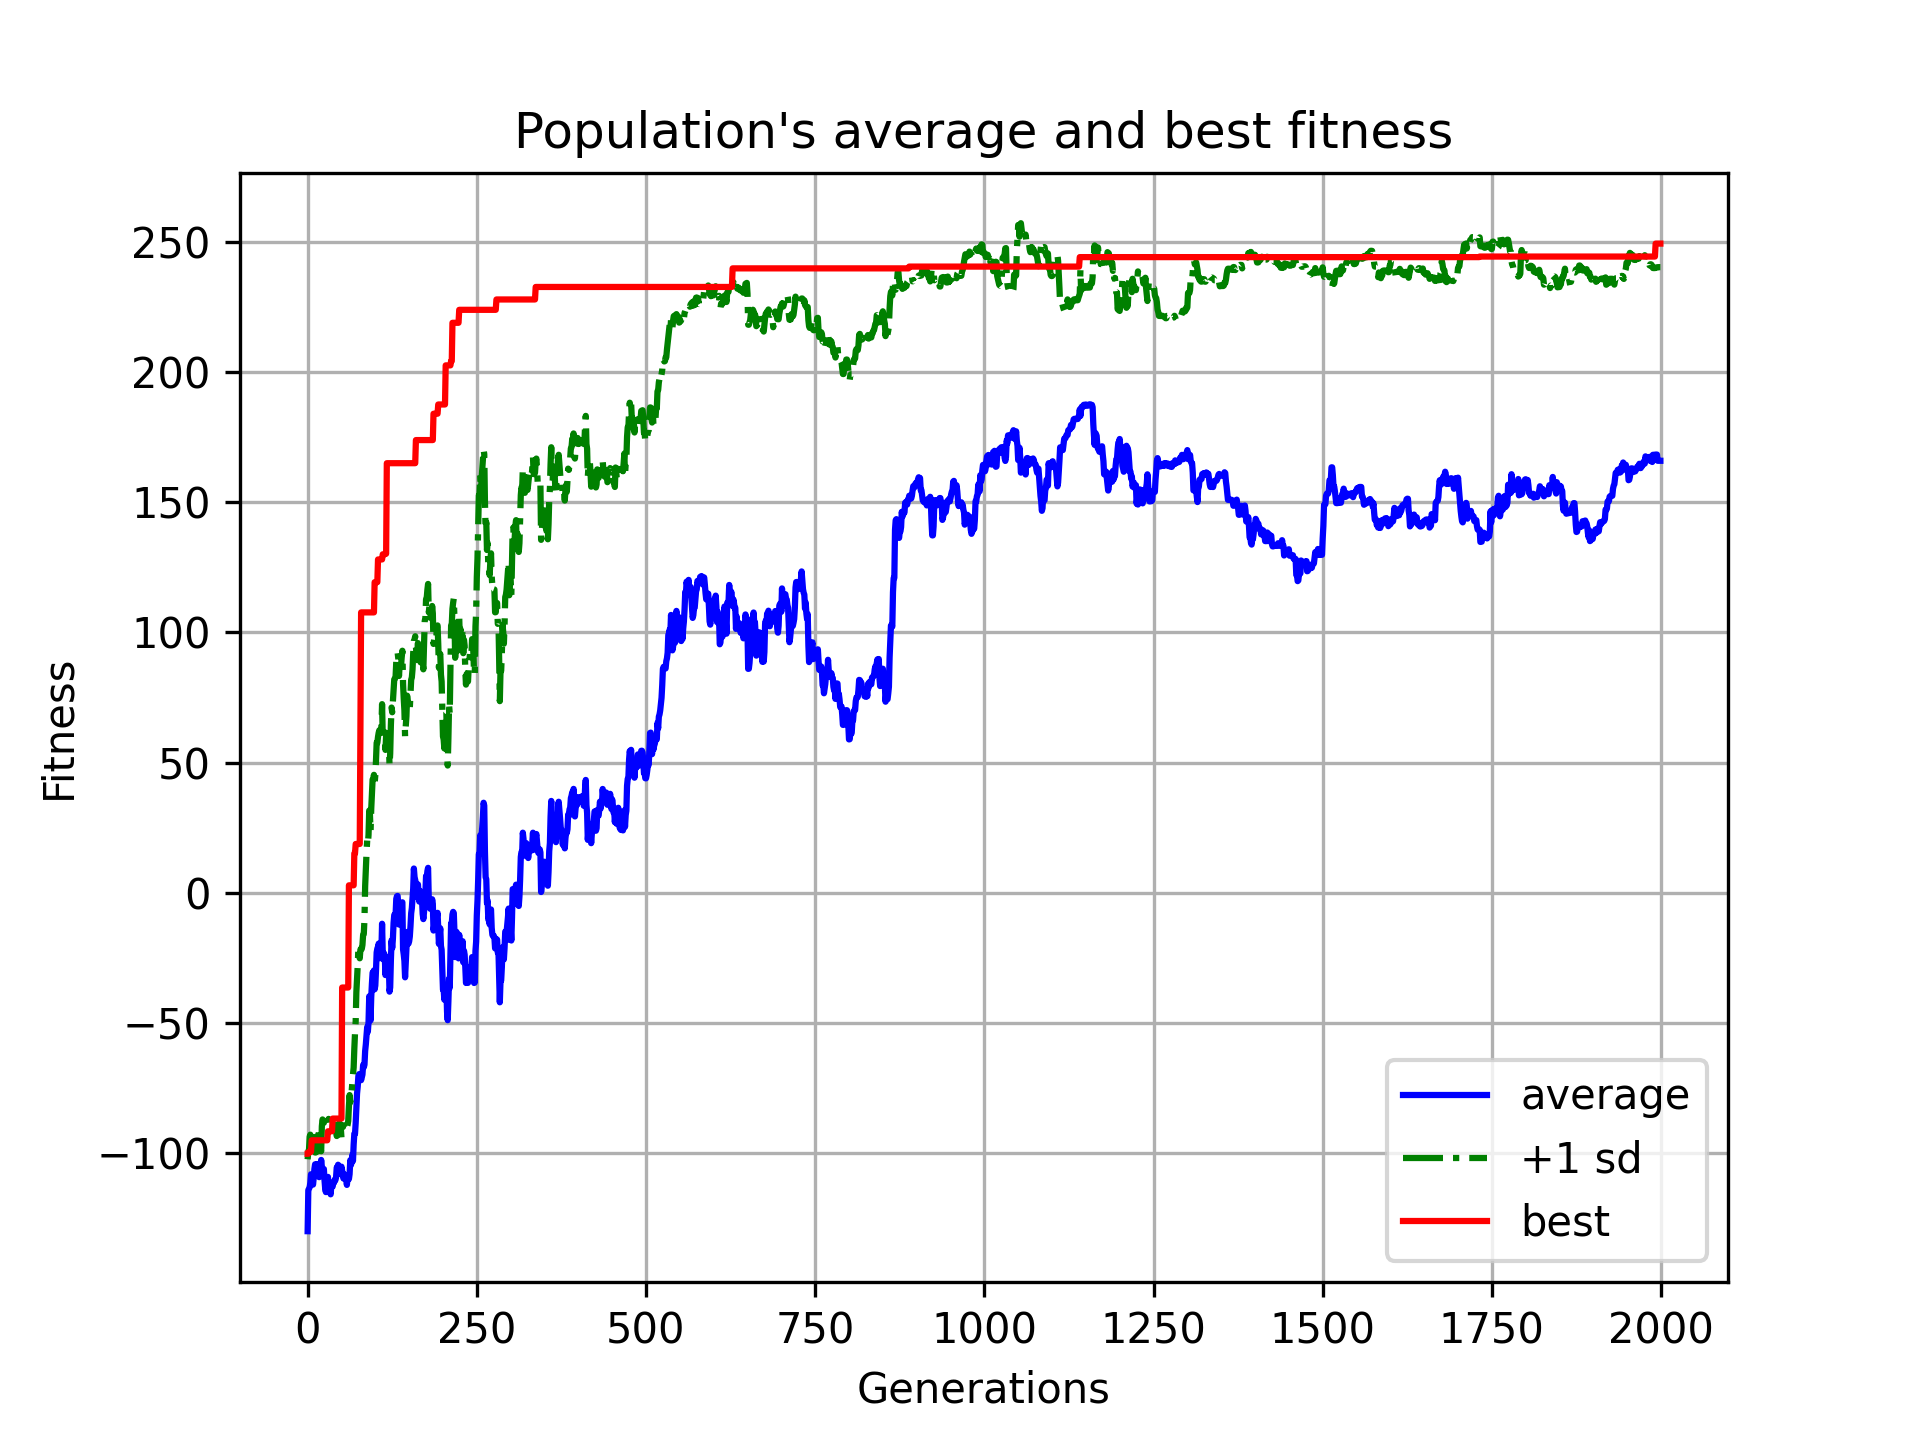 Population's average and best fitness
250
200
150
100
50
0
−50
−100
Fitness
average
+1 sd
best
0 250 500 750 1000 1250 1500 1750 2000
Generations